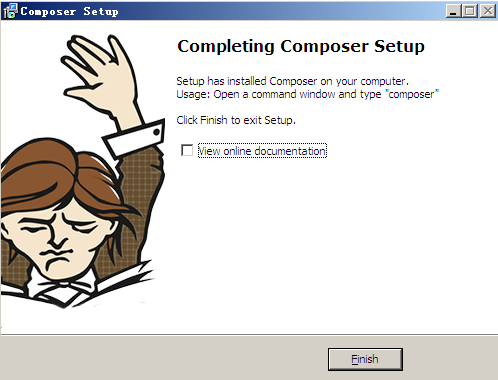 Composer Setup
Completing Composer Setup
Setup has installed Composer on your computer.
Usage: Open a command window and type "composer"
Click Finish to exit Setup.
View online documentation
Finish